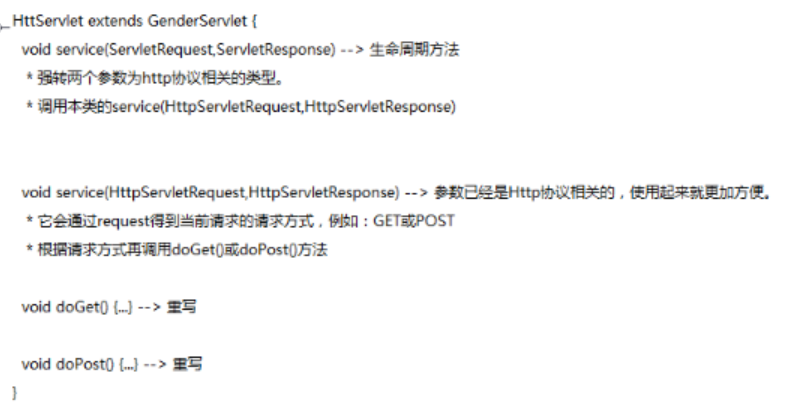 HttServlet extends GenderServlet {
void service(ServletRequest,ServletResponse) --> 生命周期方法
* 强转两个参数为http协议相关的类型。
* 调用本类的service(HttpServletRequest,HttpServletResponse)
void service(HttpServletRequest,HttpServletResponse) --> 参数已经是Http协议相关的，使用起来就更加方便。
* 它会通过request得到当前请求的请求方式，例如：GET或POST
* 根据请求方式再调用doGet()或doPost()方法
void doGet() {...} --> 重写
void doPost() {...} --> 重写
}